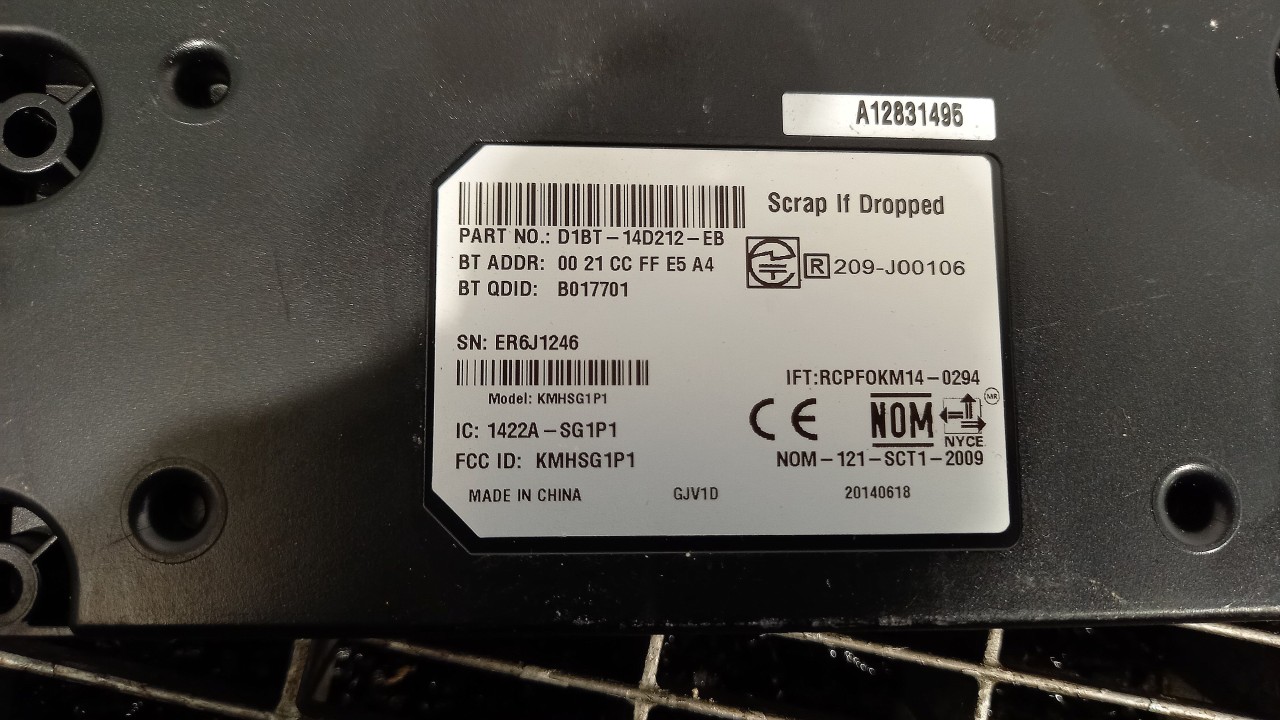 A12831495
Scrap If Dropped
PART NO.: D1BT-14D212-EB
BT ADDR: 00 21 CC FF E5 A4
R 209-J00106
BT QDID: B017701
SN: ER6J1246
IFT:RCPFOKM14-0294
Model: KMHSG1P1
CE NOM NYCE
IC: 1422A-SG1P1
FCC ID: KMHSG1P1
NOM-121-SCT1-2009
MADE IN CHINA GJV1D 20140618